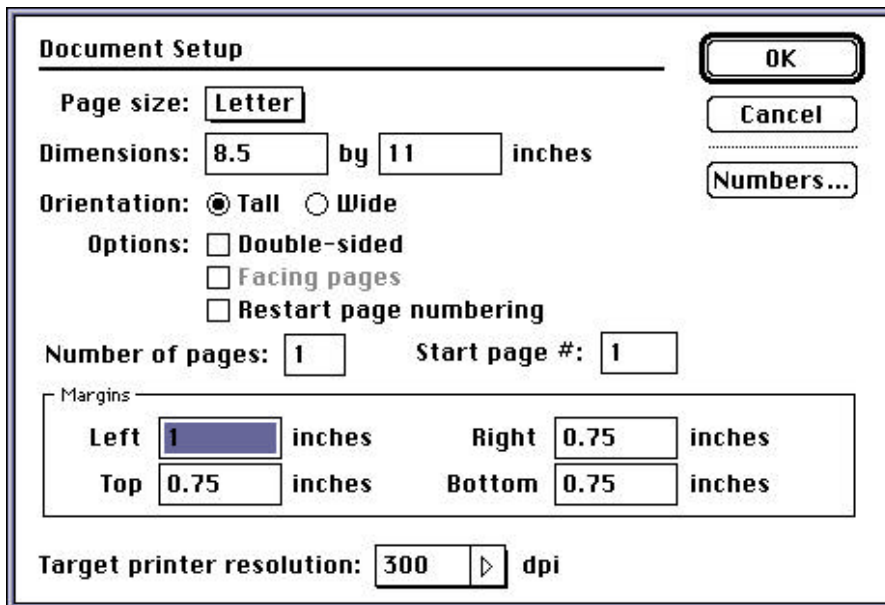 Document Setup
OK
Page size: Letter
Cancel
Dimensions: 8.5 by 11 inches
Numbers...
Orientation: Tall Wide
Options: Double-sided
Facing pages
Restart page numbering
Number of pages: 1 Start page #: 1
Margins
Left 1 inches Right 0.75 inches
Top 0.75 inches Bottom 0.75 inches
Target printer resolution: 300 dpi